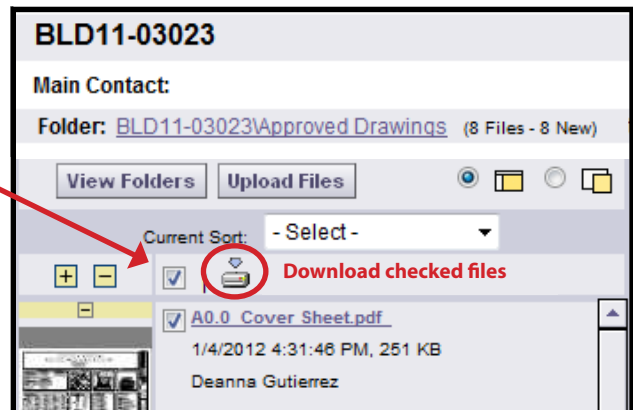 BLD11-03023
Main Contact:
Folder: BLD11-03023\Approved Drawings (8 Files - 8 New)
View Folders Upload Files
Current Sort: - Select -
Download checked files
A0.0 Cover Sheet.pdf
1/4/2012 4:31:46 PM, 251 KB
Deanna Gutierrez